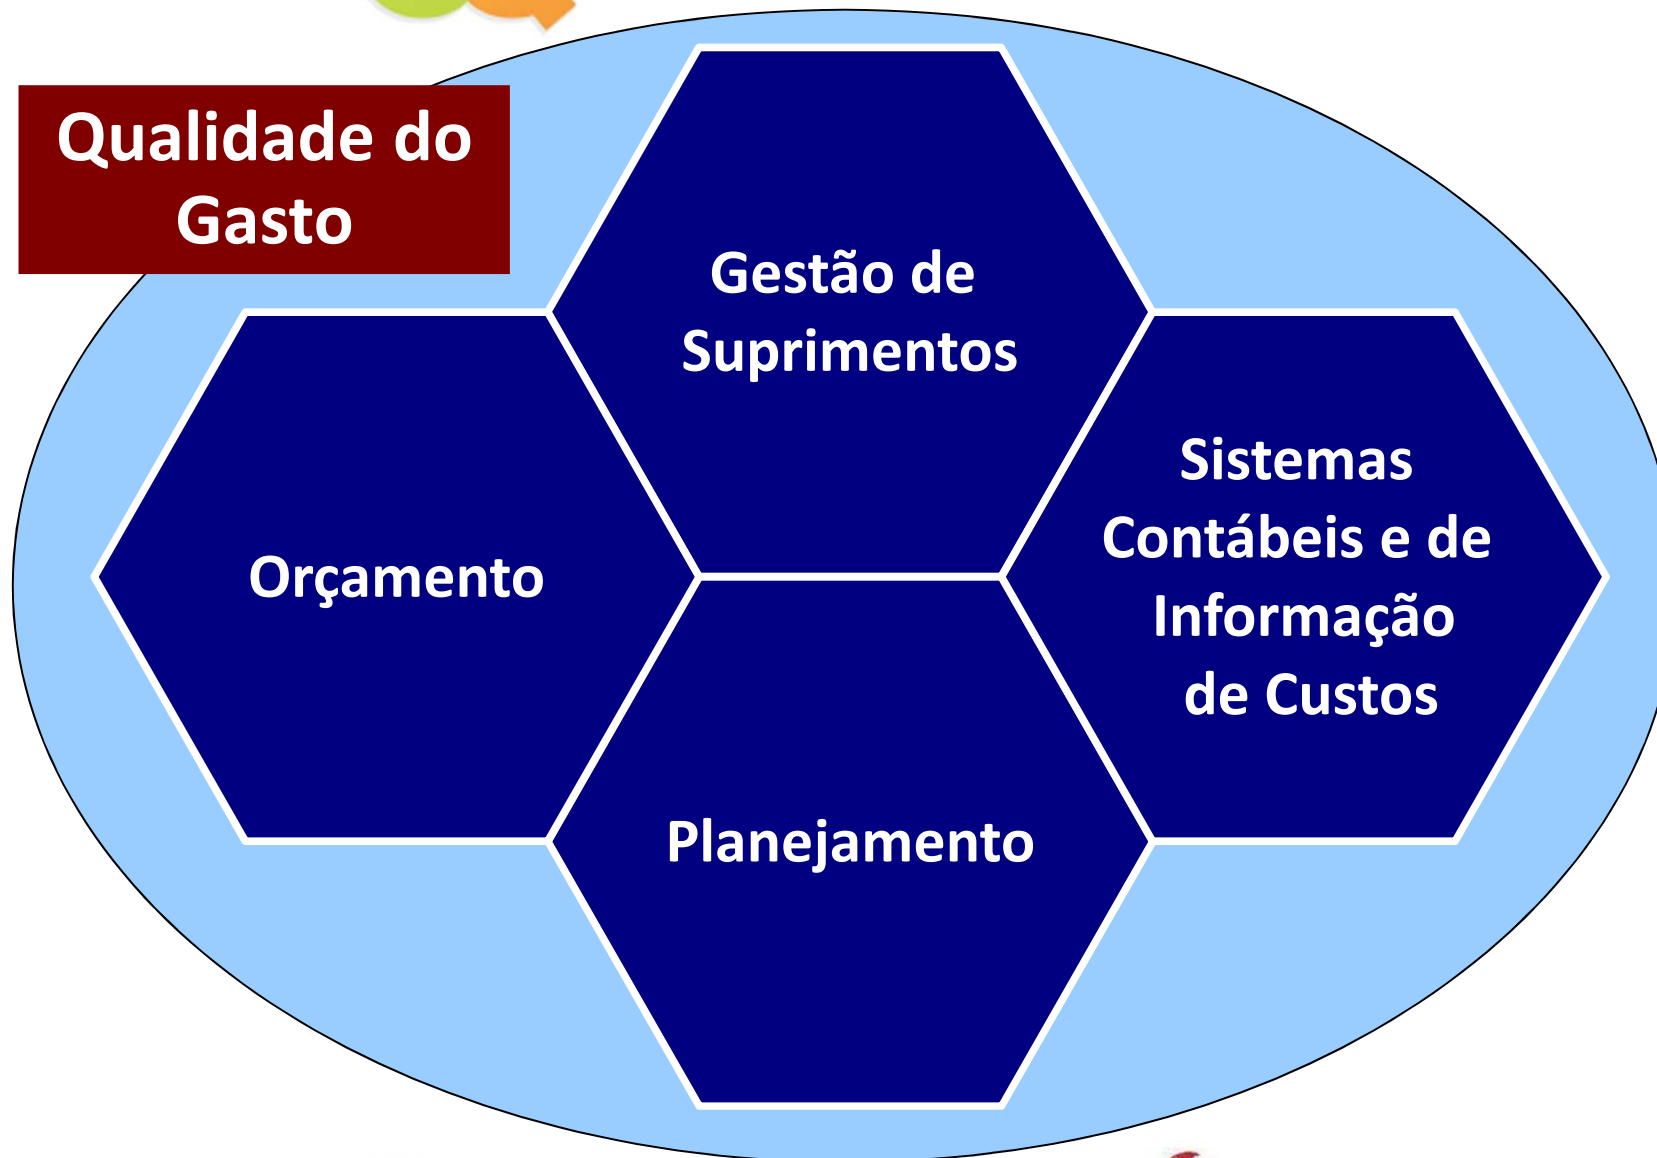 Qualidade do
Gasto
Gestão de
Suprimentos
Orçamento
Sistemas
Contábeis e de
Informação
de Custos
Planejamento